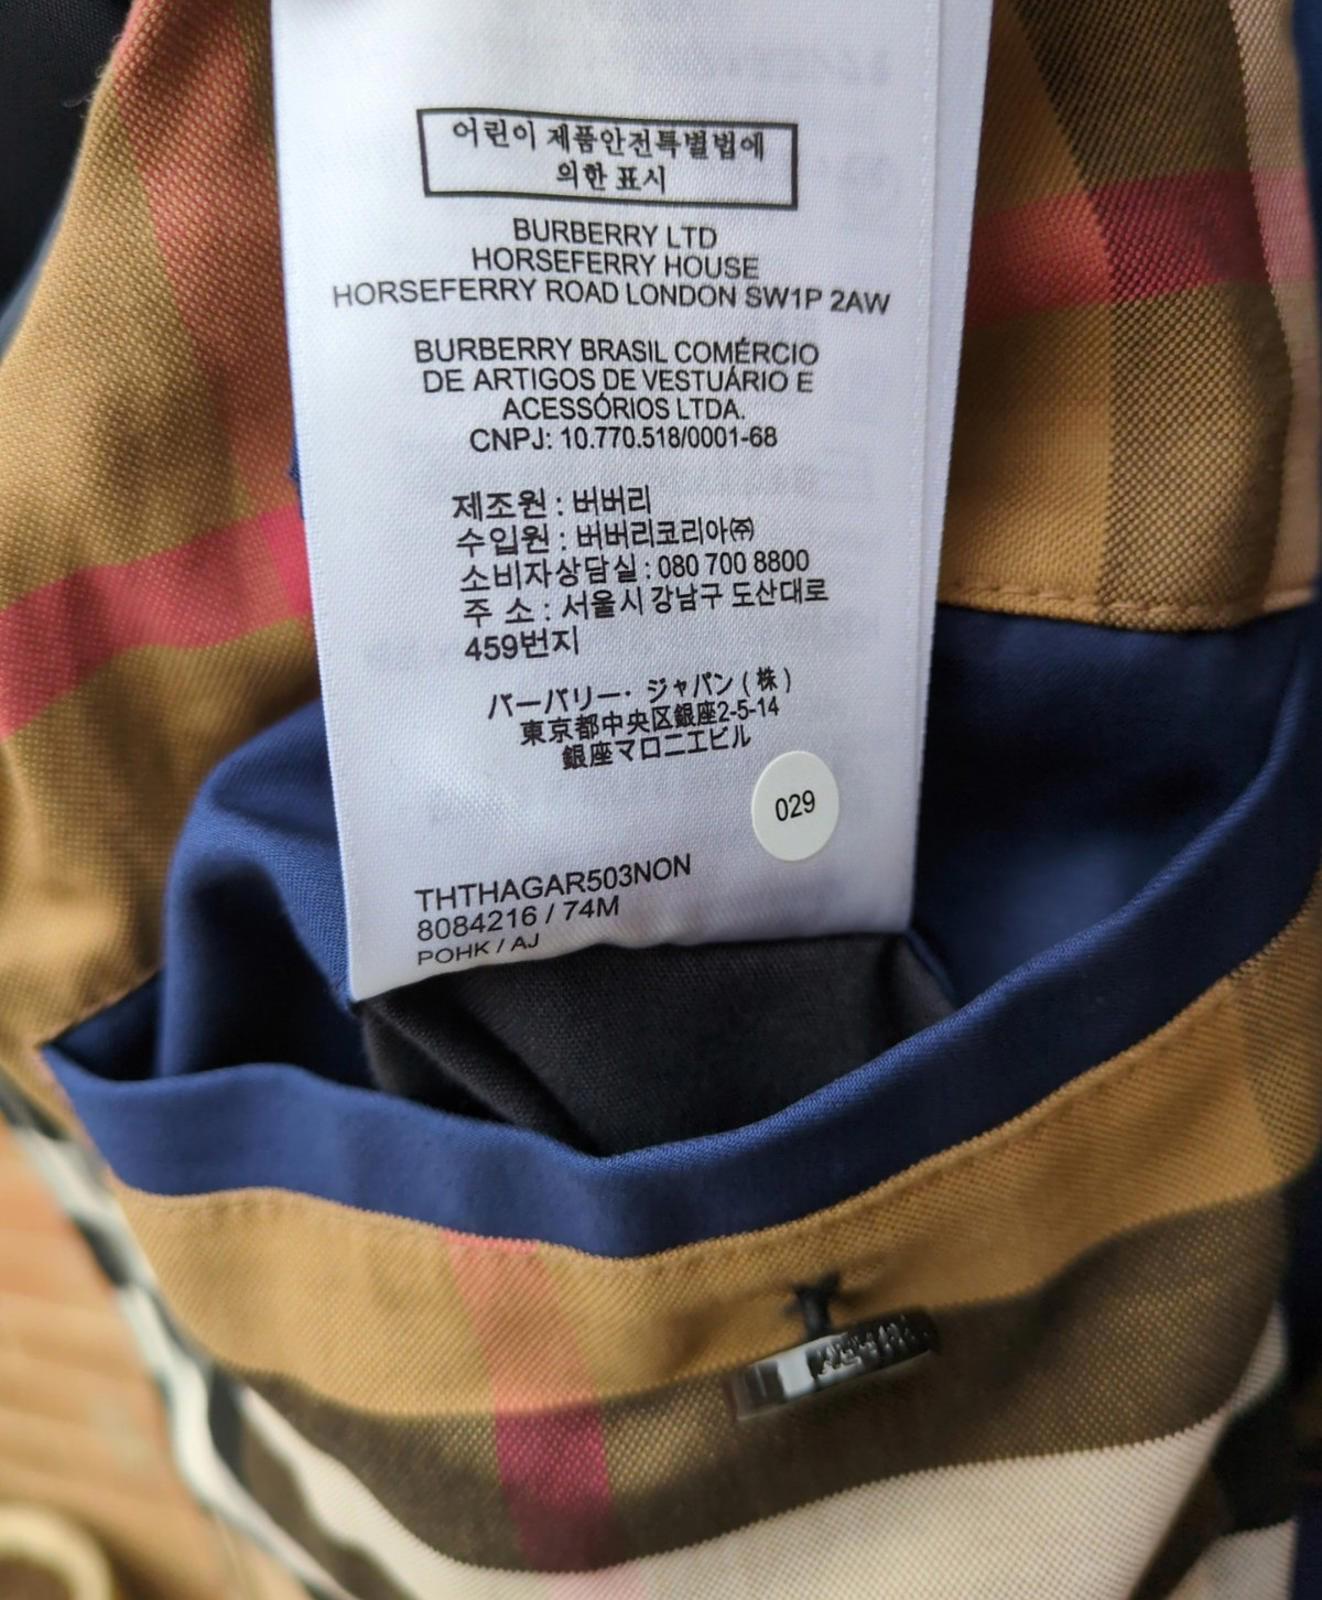 어린이 제품안전특별법에
의한 표시
BURBERRY LTD
HORSEFERRY HOUSE
HORSEFERRY ROAD LONDON SW1P 2AW
BURBERRY BRASIL COMÉRCIO
DE ARTIGOS DE VESTUÁRIO E
ACESSÓRIOS LTDA.
CNPJ: 10.770.518/0001-68
제조원 : 버버리
수입원 : 버버리코리아㈜
소비자상담실 : 080 700 8800
주 소 : 서울시 강남구 도산대로
459번지
バーバリー· ジャパン ( 株 )
東京都中央区銀座2-5-14
銀座マロニエビル
029
THTHAGAR503NON
8084216 / 74M
POHK / AJ